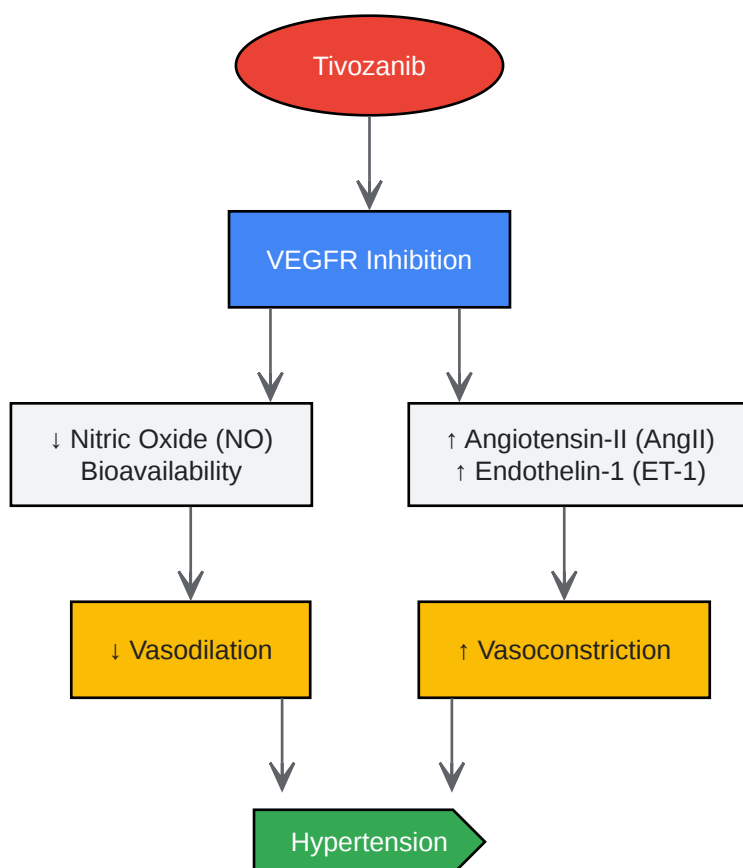 Tivozanib
VEGFR Inhibition
↓ Nitric Oxide (NO)
Bioavailability
↑ Angiotensin-II (AngII)
↑ Endothelin-1 (ET-1)
↓ Vasodilation
↑ Vasoconstriction
Hypertension